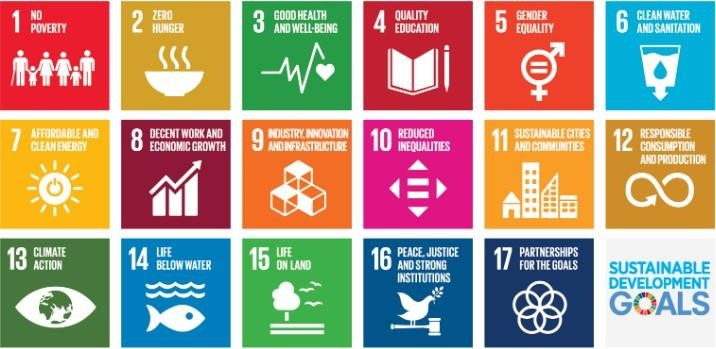 1 NO
POVERTY
2 ZERO
HUNGER
3 GOOD HEALTH
AND WELL-BEING
4 QUALITY
EDUCATION
5 GENDER
EQUALITY
6 CLEAN WATER
AND SANITATION
7 AFFORDABLE AND
CLEAN ENERGY
8 DECENT WORK AND
ECONOMIC GROWTH
9 INDUSTRY, INNOVATION
AND INFRASTRUCTURE
10 REDUCED
INEQUALITIES
11 SUSTAINABLE CITIES
AND COMMUNITIES
12 RESPONSIBLE
CONSUMPTION
AND PRODUCTION
13 CLIMATE
ACTION
14 LIFE
BELOW WATER
15 LIFE
ON LAND
16 PEACE, JUSTICE
AND STRONG
INSTITUTIONS
17 PARTNERSHIPS
FOR THE GOALS
SUSTAINABLE
DEVELOPMENT
GOALS